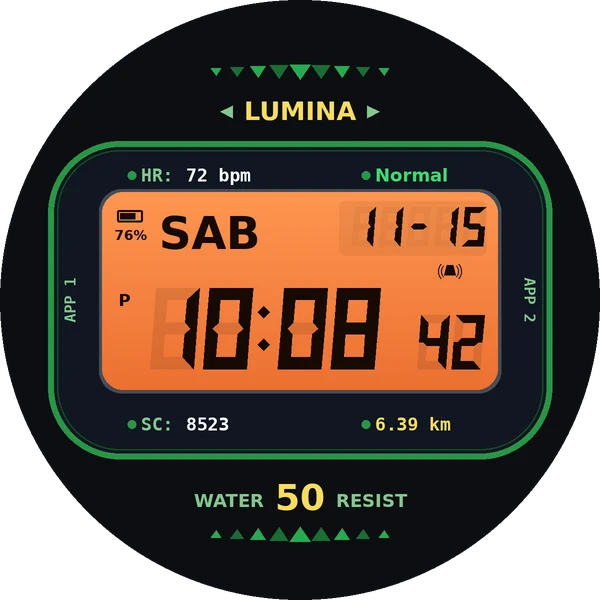 ◀ LUMINA ▶
HR: 72 bpm
Normal
76%
SAB
11-15
P
10:08
42
APP 1
APP 2
SC: 8523
6.39 km
WATER 50 RESIST